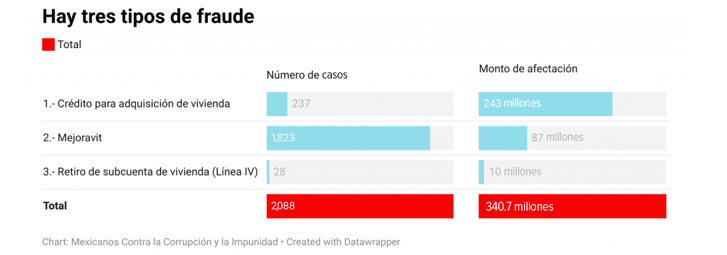 Hay tres tipos de fraude
Total
Número de casos
Monto de afectación
1.- Crédito para adquisición de vivienda 237 243 millones
2.- Mejoravit 1,823 87 millones
3.- Retiro de subcuenta de vivienda (Línea IV) 28 10 millones
Total 2,088 340.7 millones
Chart: Mexicanos Contra la Corrupción y la Impunidad • Created with Datawrapper